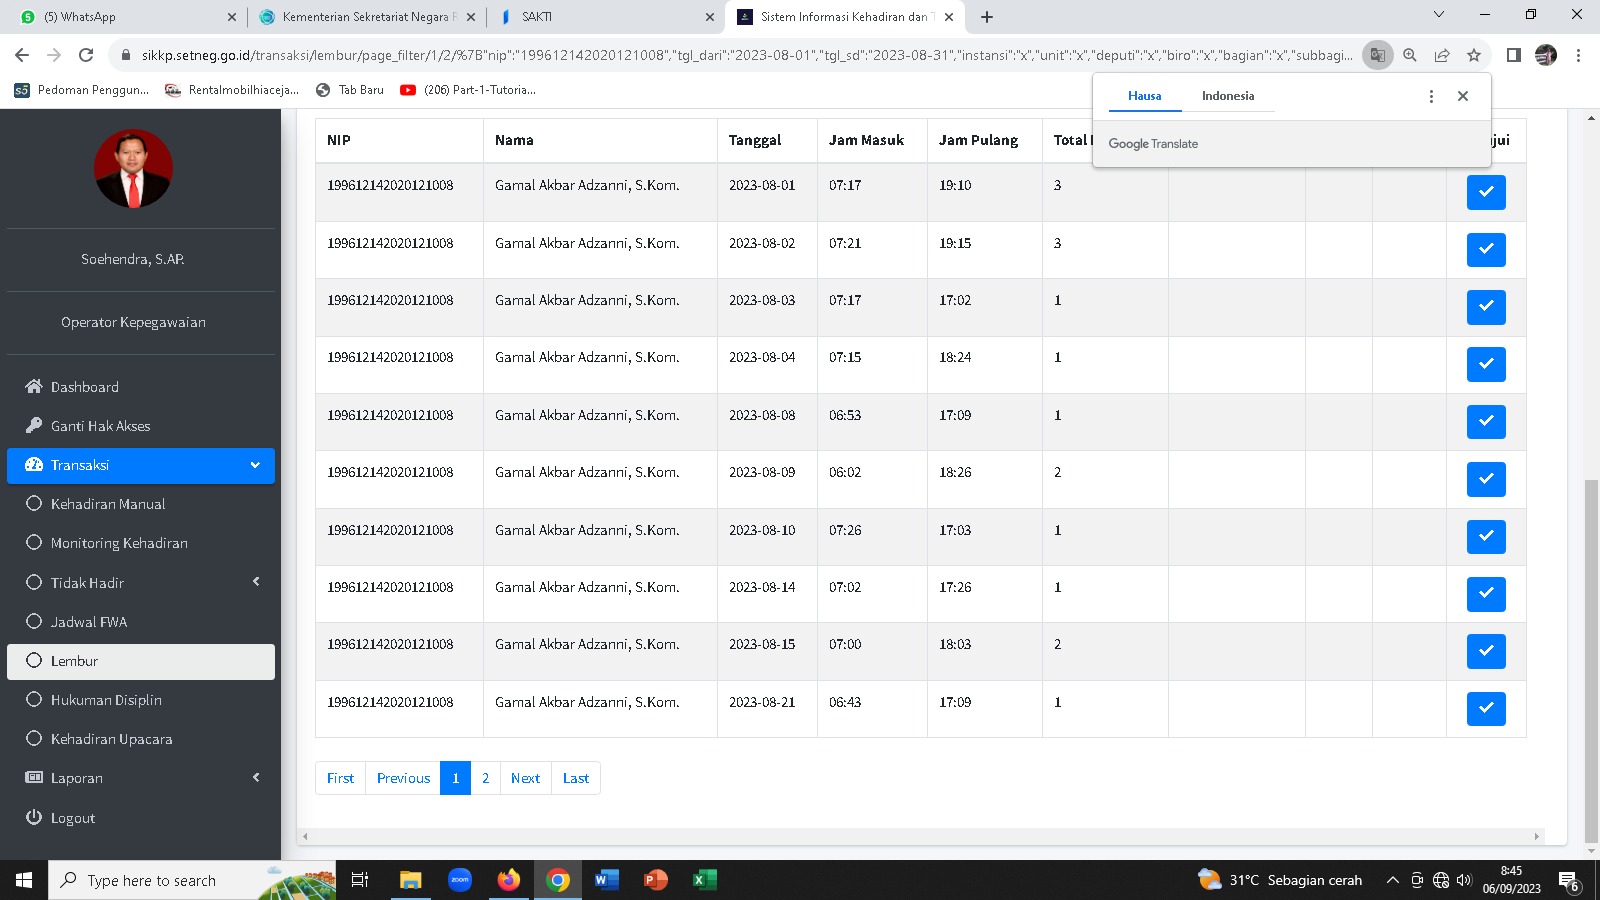 (5) WhatsApp
Kementerian Sekretariat Negara R
SAKTI
Sistem Informasi Kehadiran dan T
sikkp.setneg.go.id/transaksi/lembur/page_filter/1/2/%7B"nip":"199612142020121008","tgl_dari":"2023-08-01","tgl_sd":"2023-08-31","instansi":"x","unit":"x","deputi":"x","biro":"x","bagian":"x","subbagi...
Pedoman Penggun...
Rentalmobilhiaceja...
Tab Baru
(206) Part-1-Tutoria...
Hausa Indonesia
Google Translate
Soehendra, S.AP.
Operator Kepegawaian
Dashboard
Ganti Hak Akses
Transaksi
Kehadiran Manual
Monitoring Kehadiran
Tidak Hadir
Jadwal FWA
Lembur
Hukuman Disiplin
Kehadiran Upacara
Laporan
Logout
NIP Nama Tanggal Jam Masuk Jam Pulang Total
199612142020121008 Gamal Akbar Adzanni, S.Kom. 2023-08-01 07:17 19:10 3
199612142020121008 Gamal Akbar Adzanni, S.Kom. 2023-08-02 07:21 19:15 3
199612142020121008 Gamal Akbar Adzanni, S.Kom. 2023-08-03 07:17 17:02 1
199612142020121008 Gamal Akbar Adzanni, S.Kom. 2023-08-04 07:15 18:24 1
199612142020121008 Gamal Akbar Adzanni, S.Kom. 2023-08-08 06:53 17:09 1
199612142020121008 Gamal Akbar Adzanni, S.Kom. 2023-08-09 06:02 18:26 2
199612142020121008 Gamal Akbar Adzanni, S.Kom. 2023-08-10 07:26 17:03 1
199612142020121008 Gamal Akbar Adzanni, S.Kom. 2023-08-14 07:02 17:26 1
199612142020121008 Gamal Akbar Adzanni, S.Kom. 2023-08-15 07:00 18:03 2
199612142020121008 Gamal Akbar Adzanni, S.Kom. 2023-08-21 06:43 17:09 1
First Previous 1 2 Next Last
Type here to search
zoom
31°C Sebagian cerah
8:45
06/09/2023
6